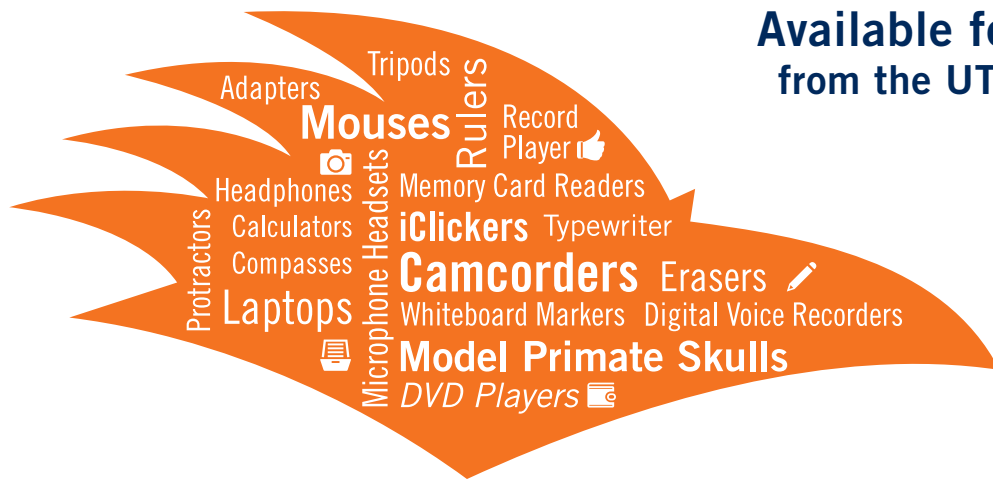 Available
from the UT
Tripods
Adapters
Rulers
Mouses
Record
Player
Headphones
Memory Card Readers
Protractors
Calculators
Microphone Headsets
iClickers Typewriter
Compasses
Camcorders Erasers
Laptops
Whiteboard Markers Digital Voice Recorders
Model Primate Skulls
DVD Players